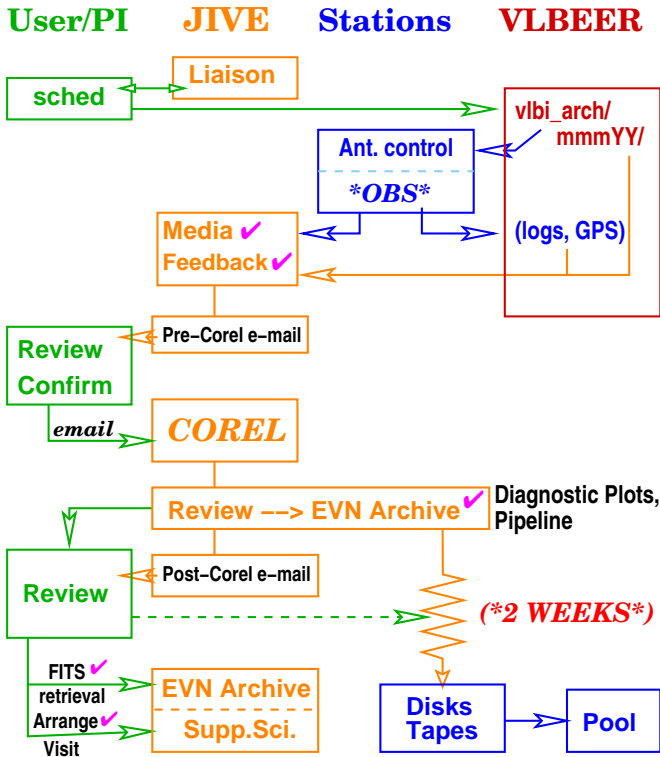 User/PI JIVE Stations VLBEER
Liaison
sched
vlbi_arch/
mmmYY/
Ant. control
*OBS*
(logs, GPS)
Media ✔
Feedback ✔
Pre-Corel e-mail
Review
Confirm
email
COREL
Review --> EVN Archive ✔
Diagnostic Plots,
Pipeline
Post-Corel e-mail
Review
(*2 WEEKS*)
FITS ✔
retrieval
Arrange ✔
Visit
EVN Archive
Supp.Sci.
Disks
Tapes
Pool